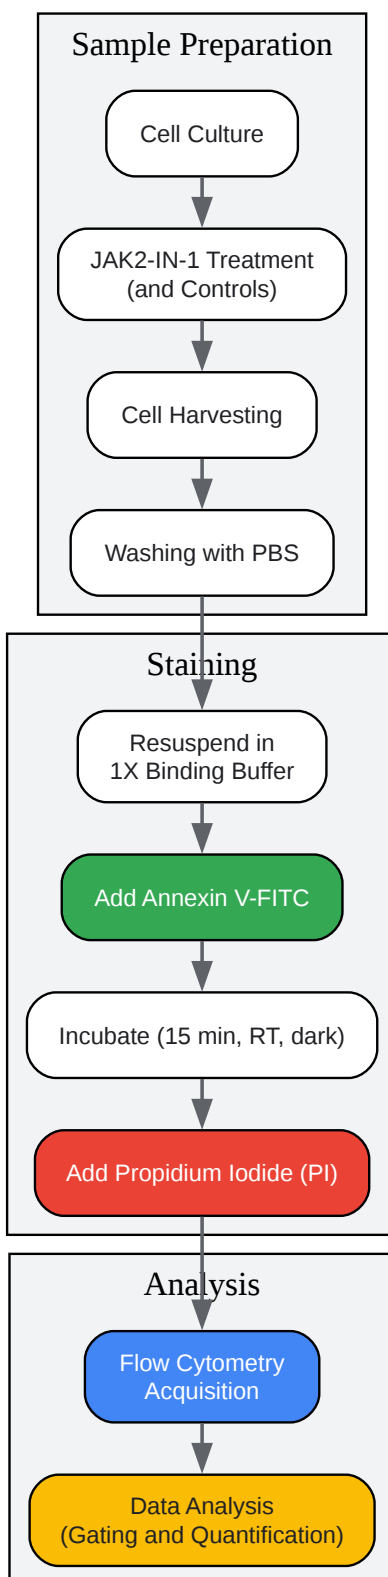 Sample Preparation
Cell Culture
JAK2-IN-1 Treatment
(and Controls)
Cell Harvesting
Washing with PBS
Staining
Resuspend in
1X Binding Buffer
Add Annexin V-FITC
Incubate (15 min, RT, dark)
Add Propidium Iodide (PI)
Analysis
Flow Cytometry
Acquisition
Data Analysis
(Gating and Quantification)